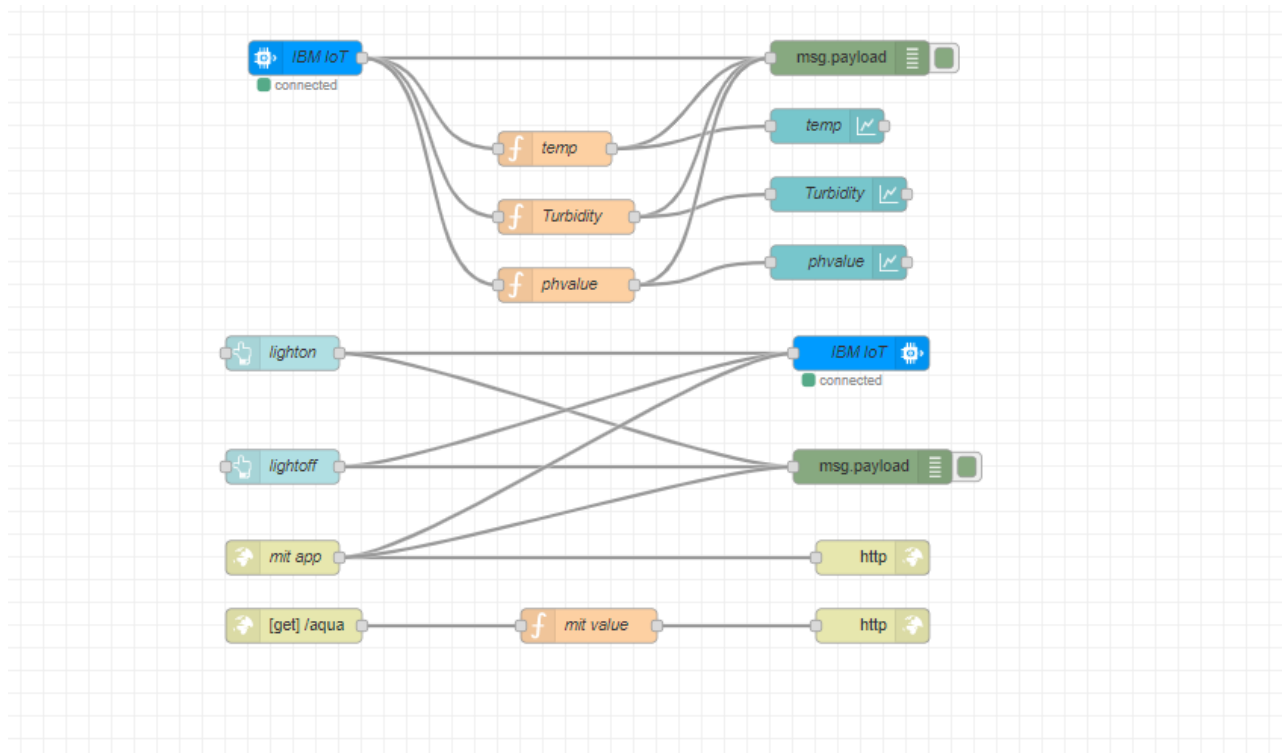 IBM IoT
msg.payload
connected
temp
temp
Turbidity
Turbidity
phvalue
phvalue
lighton
IBM IoT
connected
lightoff
msg.payload
mit app
http
[get] /aqua
mit value
http